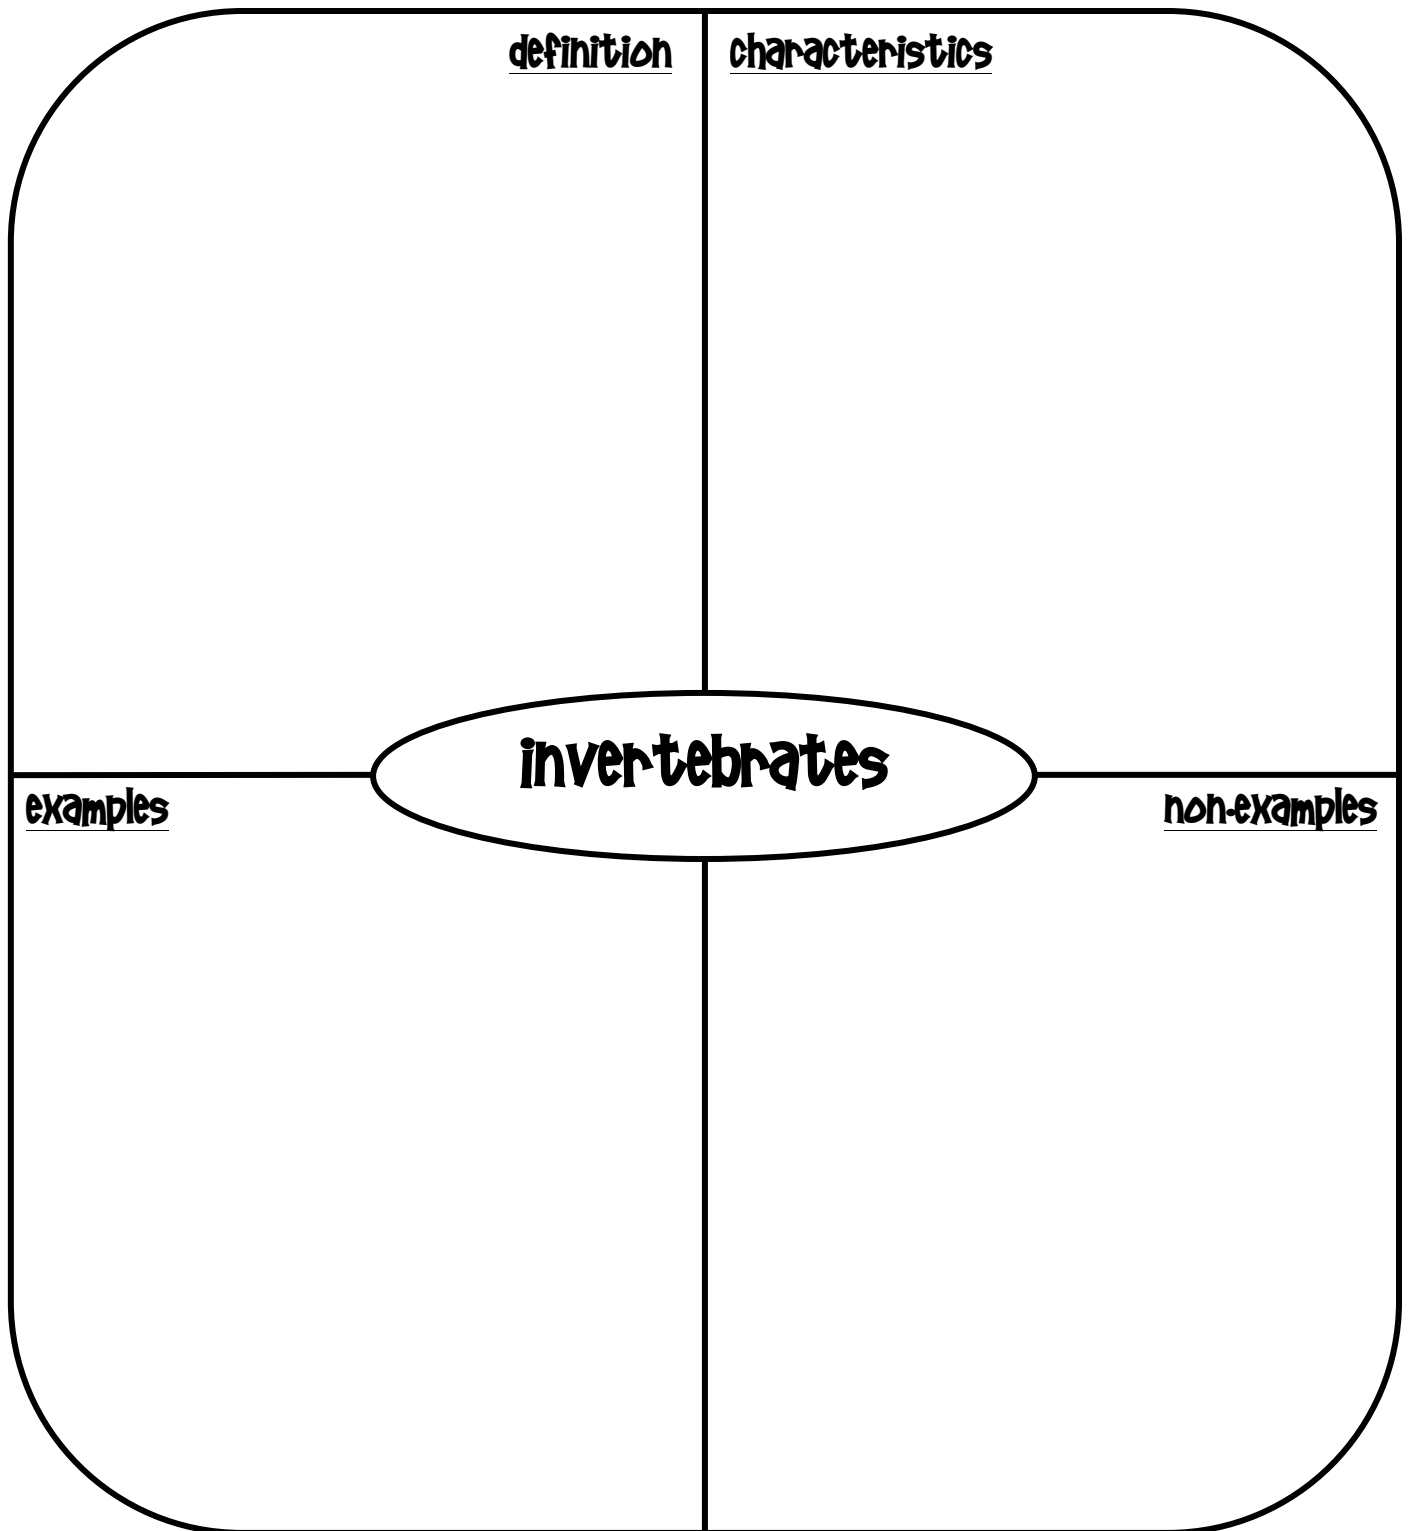 definition
characteristics
invertebrates
examples
non-examples